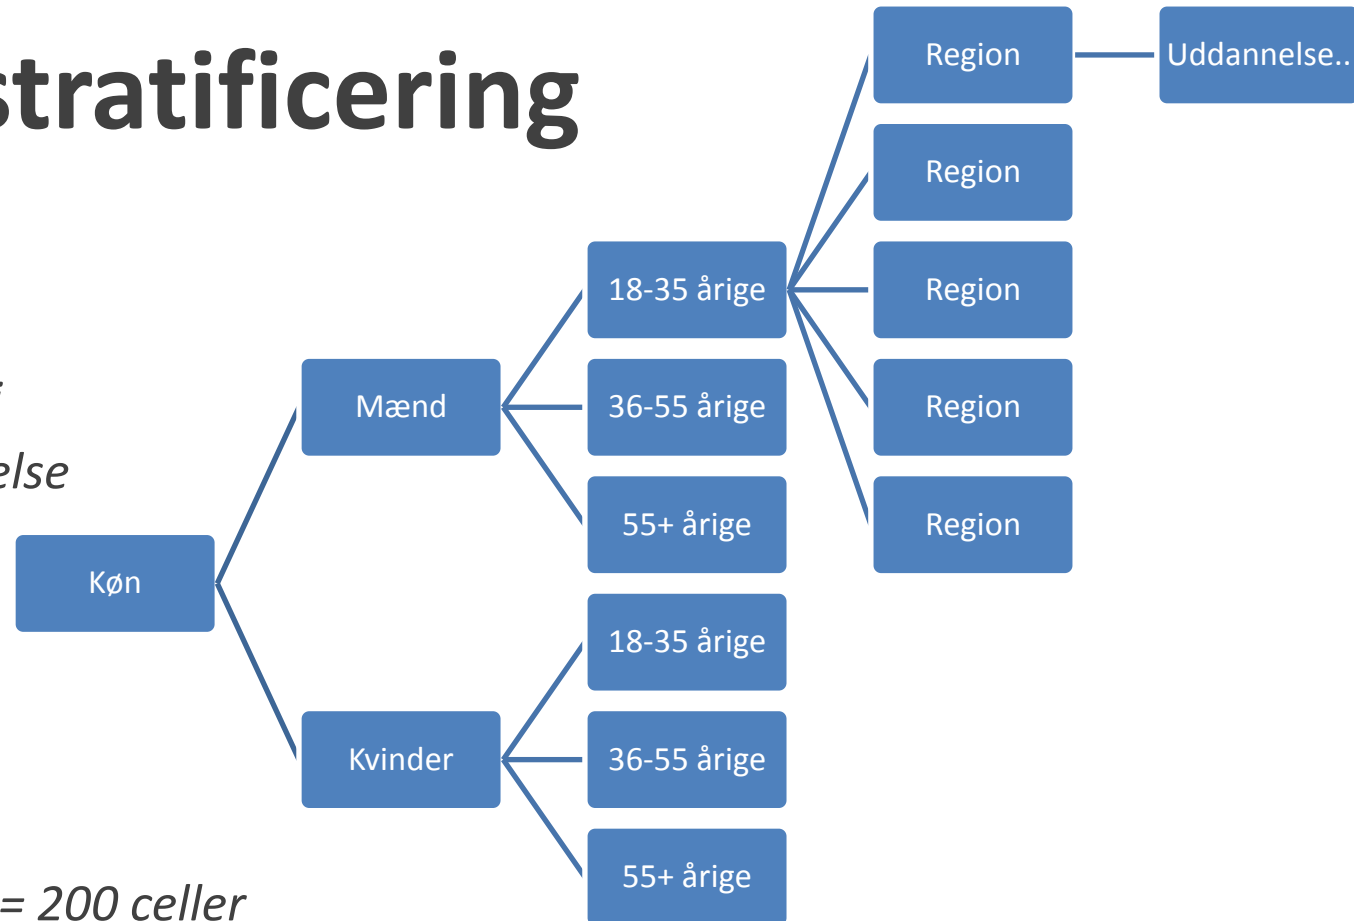 stratificering
else
= 200 celler
Køn
Mænd
Kvinder
18-35 årige
36-55 årige
55+ årige
18-35 årige
36-55 årige
55+ årige
Region
Region
Region
Region
Region
Uddannelse..